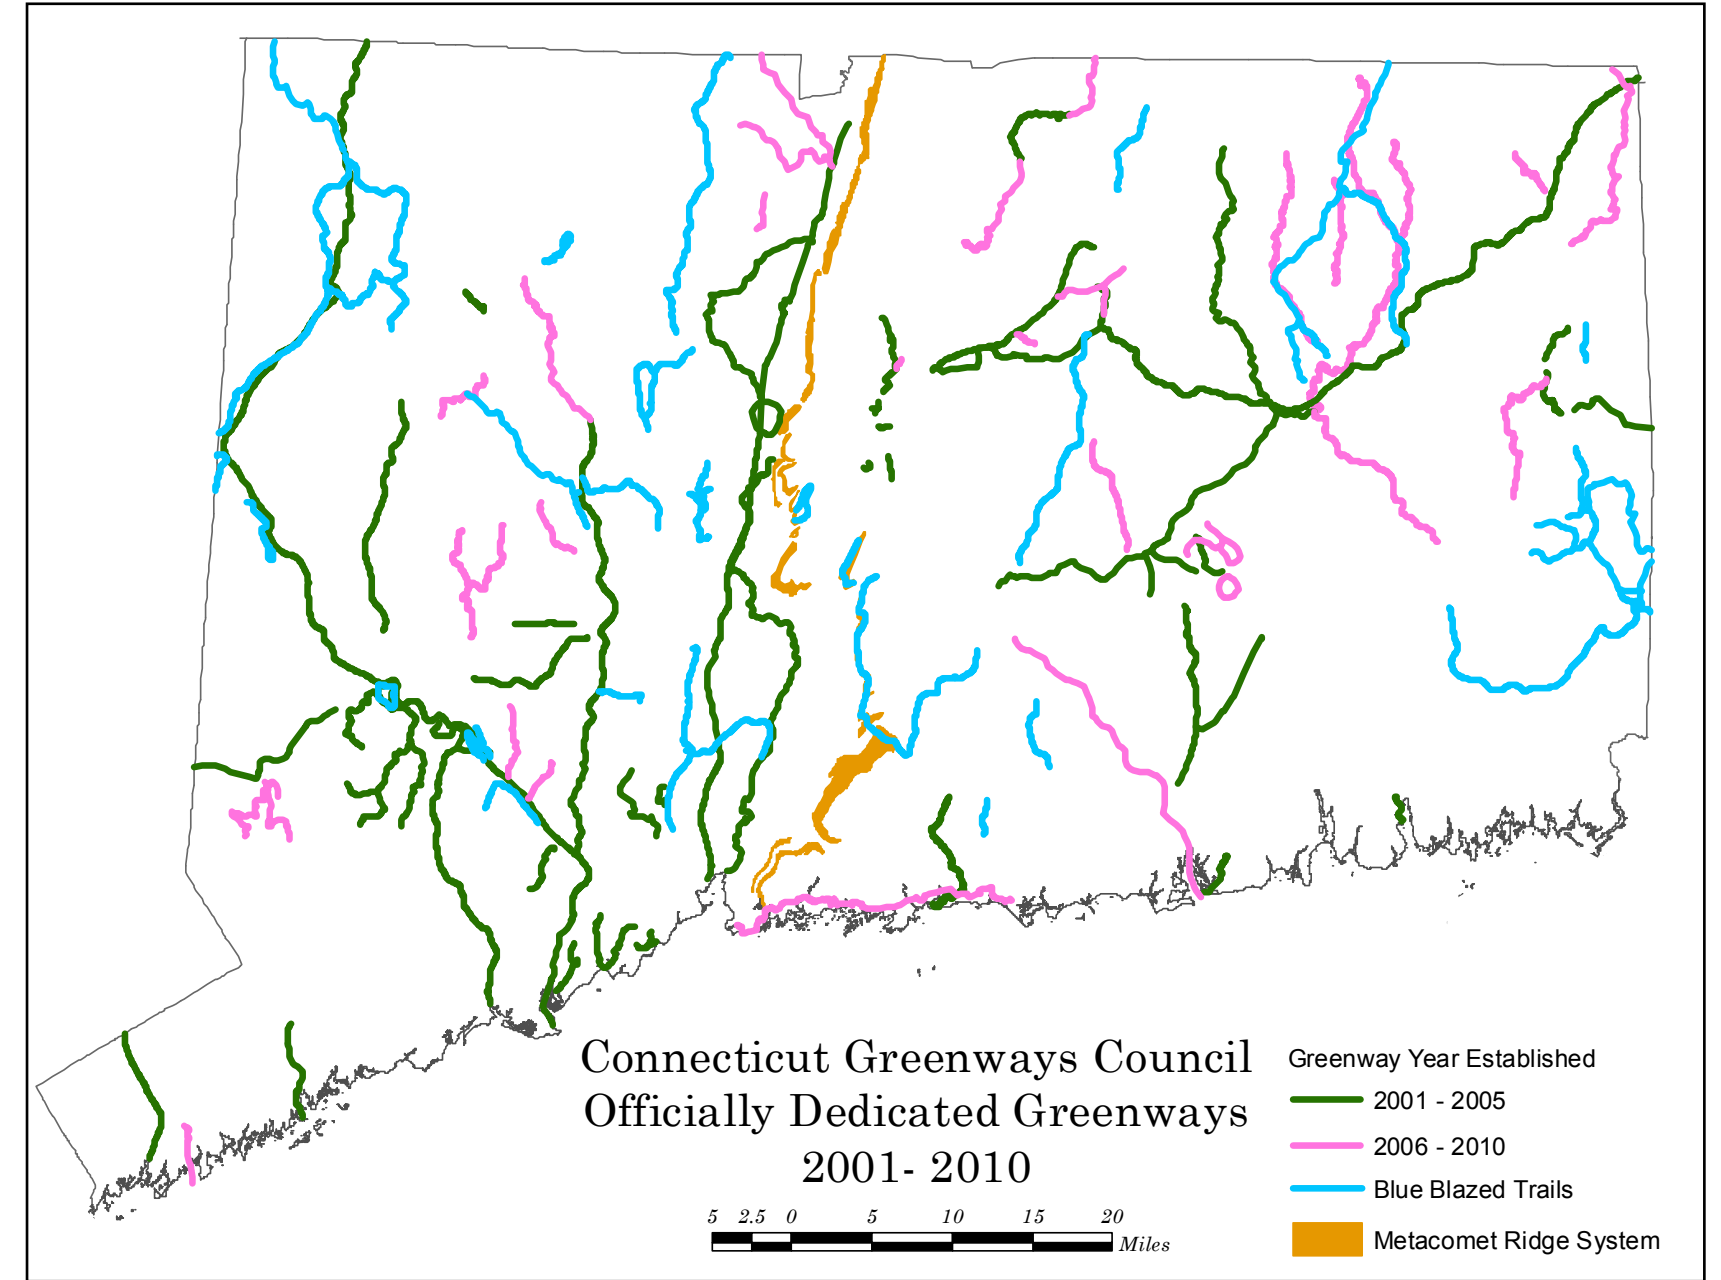 Connecticut Greenways Council
Officially Dedicated Greenways
2001- 2010
5 2.5 0 5 10 15 20
Miles
Greenway Year Established
2001 - 2005
2006 - 2010
Blue Blazed Trails
Metacomet Ridge System